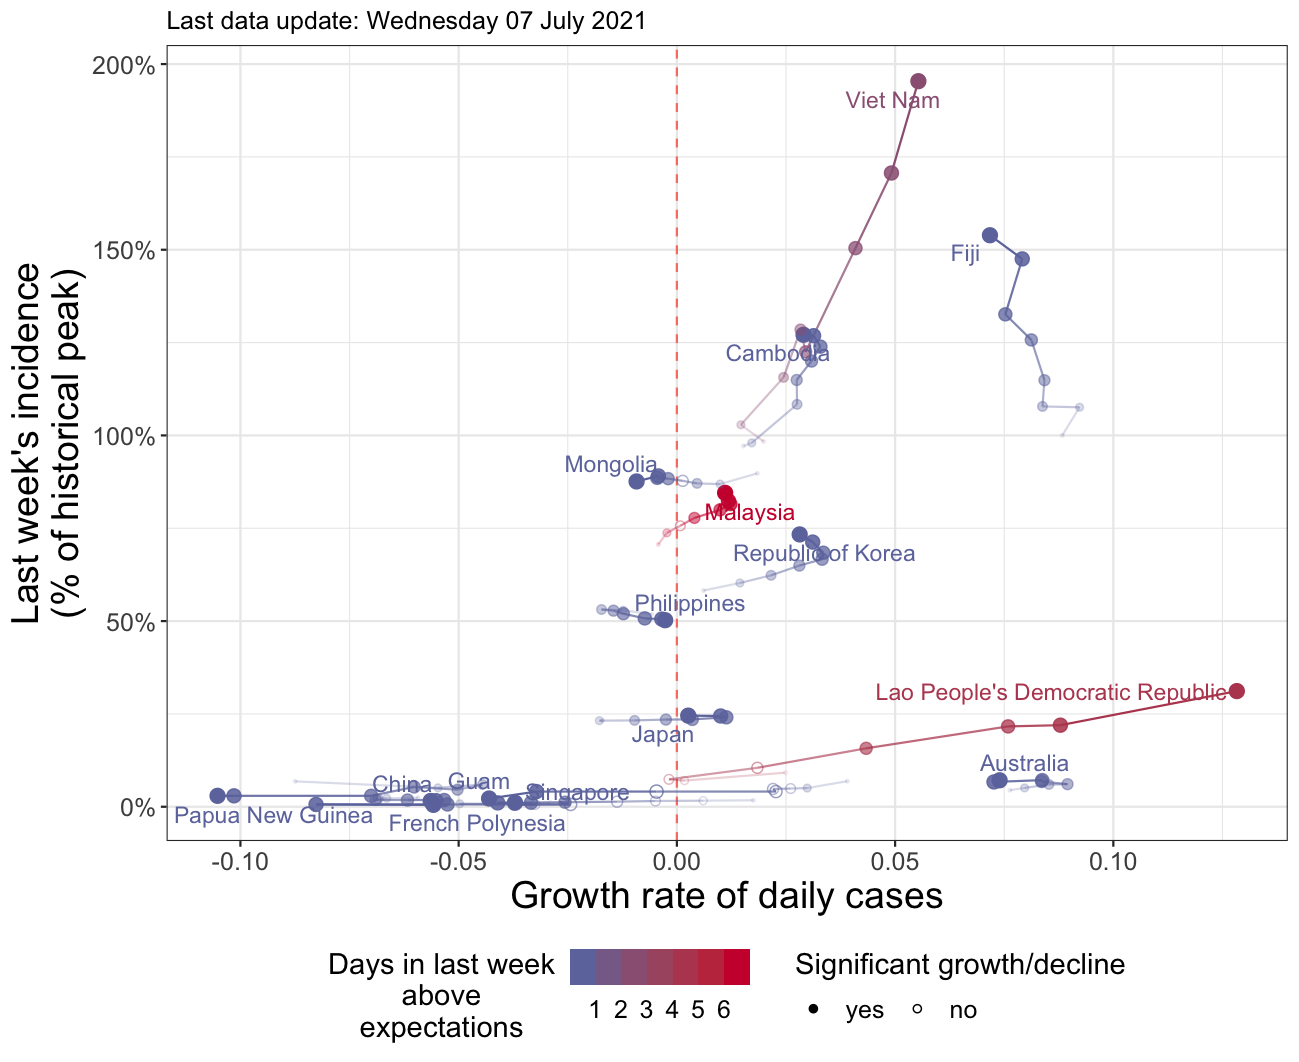 Last data update: Wednesday 07 July 2021
200%
150%
100%
50%
0%
Last week's incidence
(% of historical peak)
Viet Nam
Fiji
Cambodia
Mongolia
Malaysia
Republic of Korea
Philippines
Lao People's Democratic Republic
Japan
Australia
China
Guam
Singapore
Papua New Guinea
French Polynesia
-0.10
-0.05
0.00
0.05
0.10
Growth rate of daily cases
Days in last week
above
expectations
1 2 3 4 5 6
Significant growth/decline
yes
no